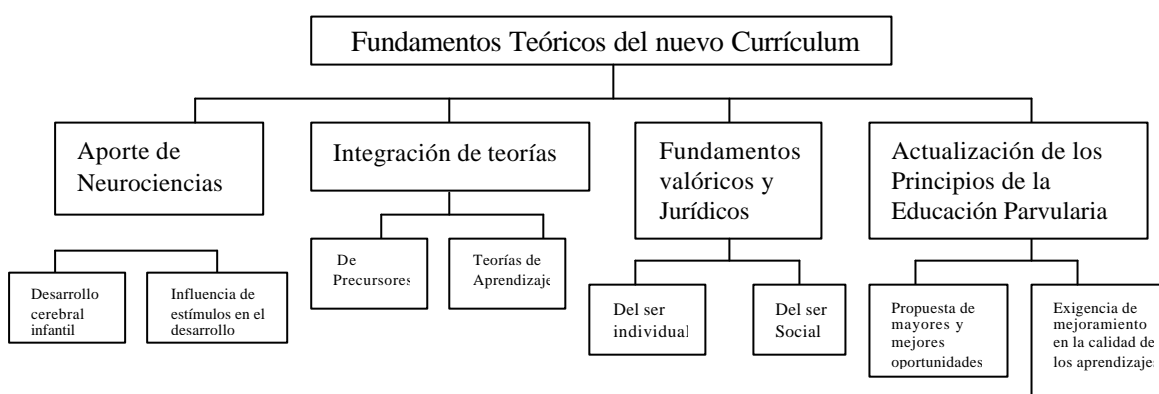 Fundamentos Teóricos del nuevo Currículum
Aporte de
Neurociencias
Integración de teorías
Fundamentos
valóricos y
Jurídicos
Actualización de los
Principios de la
Educación Parvularia
Desarrollo
cerebral
infantil
Influencia de
estímulos en el
desarrollo
De
Precursores
Teorías de
Aprendizaje
Del ser
individual
Del ser
Social
Propuesta de
mayores y
mejores
oportunidades
Exigencia de
mejoramiento
en la calidad de
los aprendizaje